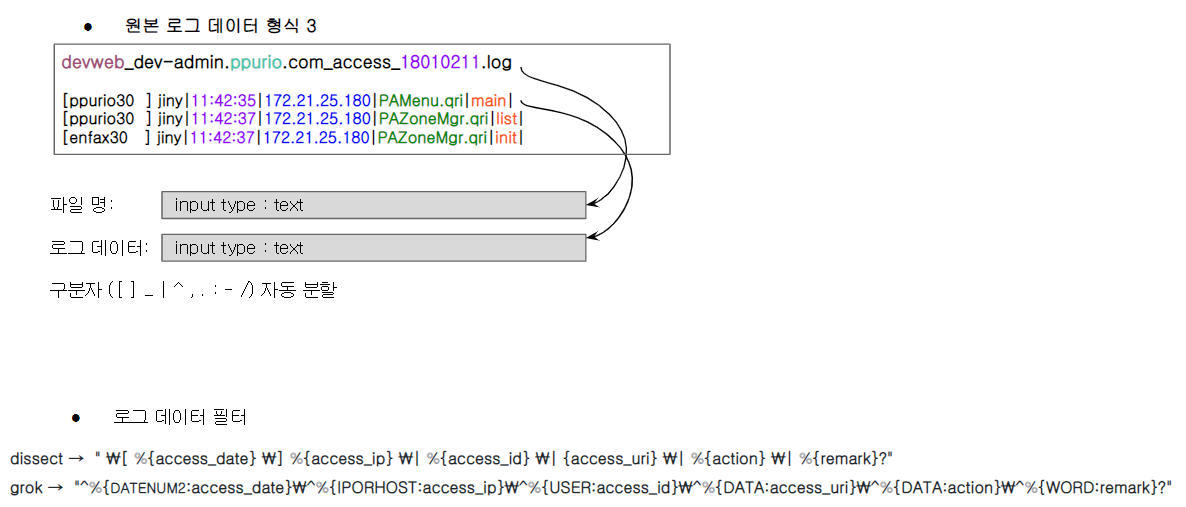 ● 원본 로그 데이터 형식 3
devweb_dev-admin.ppurio.com_access_18010211.log
[ppurio30 ] jiny|11:42:35|172.21.25.180|PAMenu.qri|main|
[ppurio30 ] jiny|11:42:37|172.21.25.180|PAZoneMgr.qri|list|
[enfax30 ] jiny|11:42:37|172.21.25.180|PAZoneMgr.qri|init|
파일 명: input type : text
로그 데이터: input type : text
구분자 ( [ ] _ | ^ , . : - /) 자동 분할
● 로그 데이터 필터
dissect → " ₩[ %{access_date} ₩] %{access_ip} ₩| %{access_id} ₩| {access_uri} ₩| %{action} ₩| %{remark}?"
grok → "^%{DATENUM2:access_date}₩^%{IPORHOST:access_ip}₩^%{USER:access_id}₩^%{DATA:access_uri}₩^%{DATA:action}₩^%{WORD:remark}?"